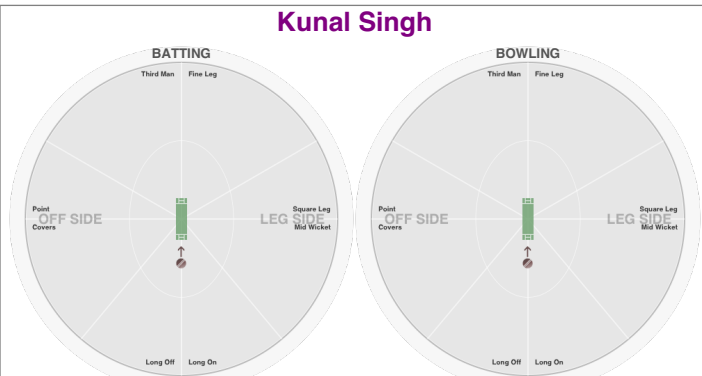 Kunal Singh
BATTING
Third Man Fine Leg
Point
OFF SIDE
Covers
Square Leg
LEG SIDE
Mid Wicket
Long Off Long On
BOWLING
Third Man Fine Leg
Point
OFF SIDE
Covers
Square Leg
LEG SIDE
Mid Wicket
Long Off Long On